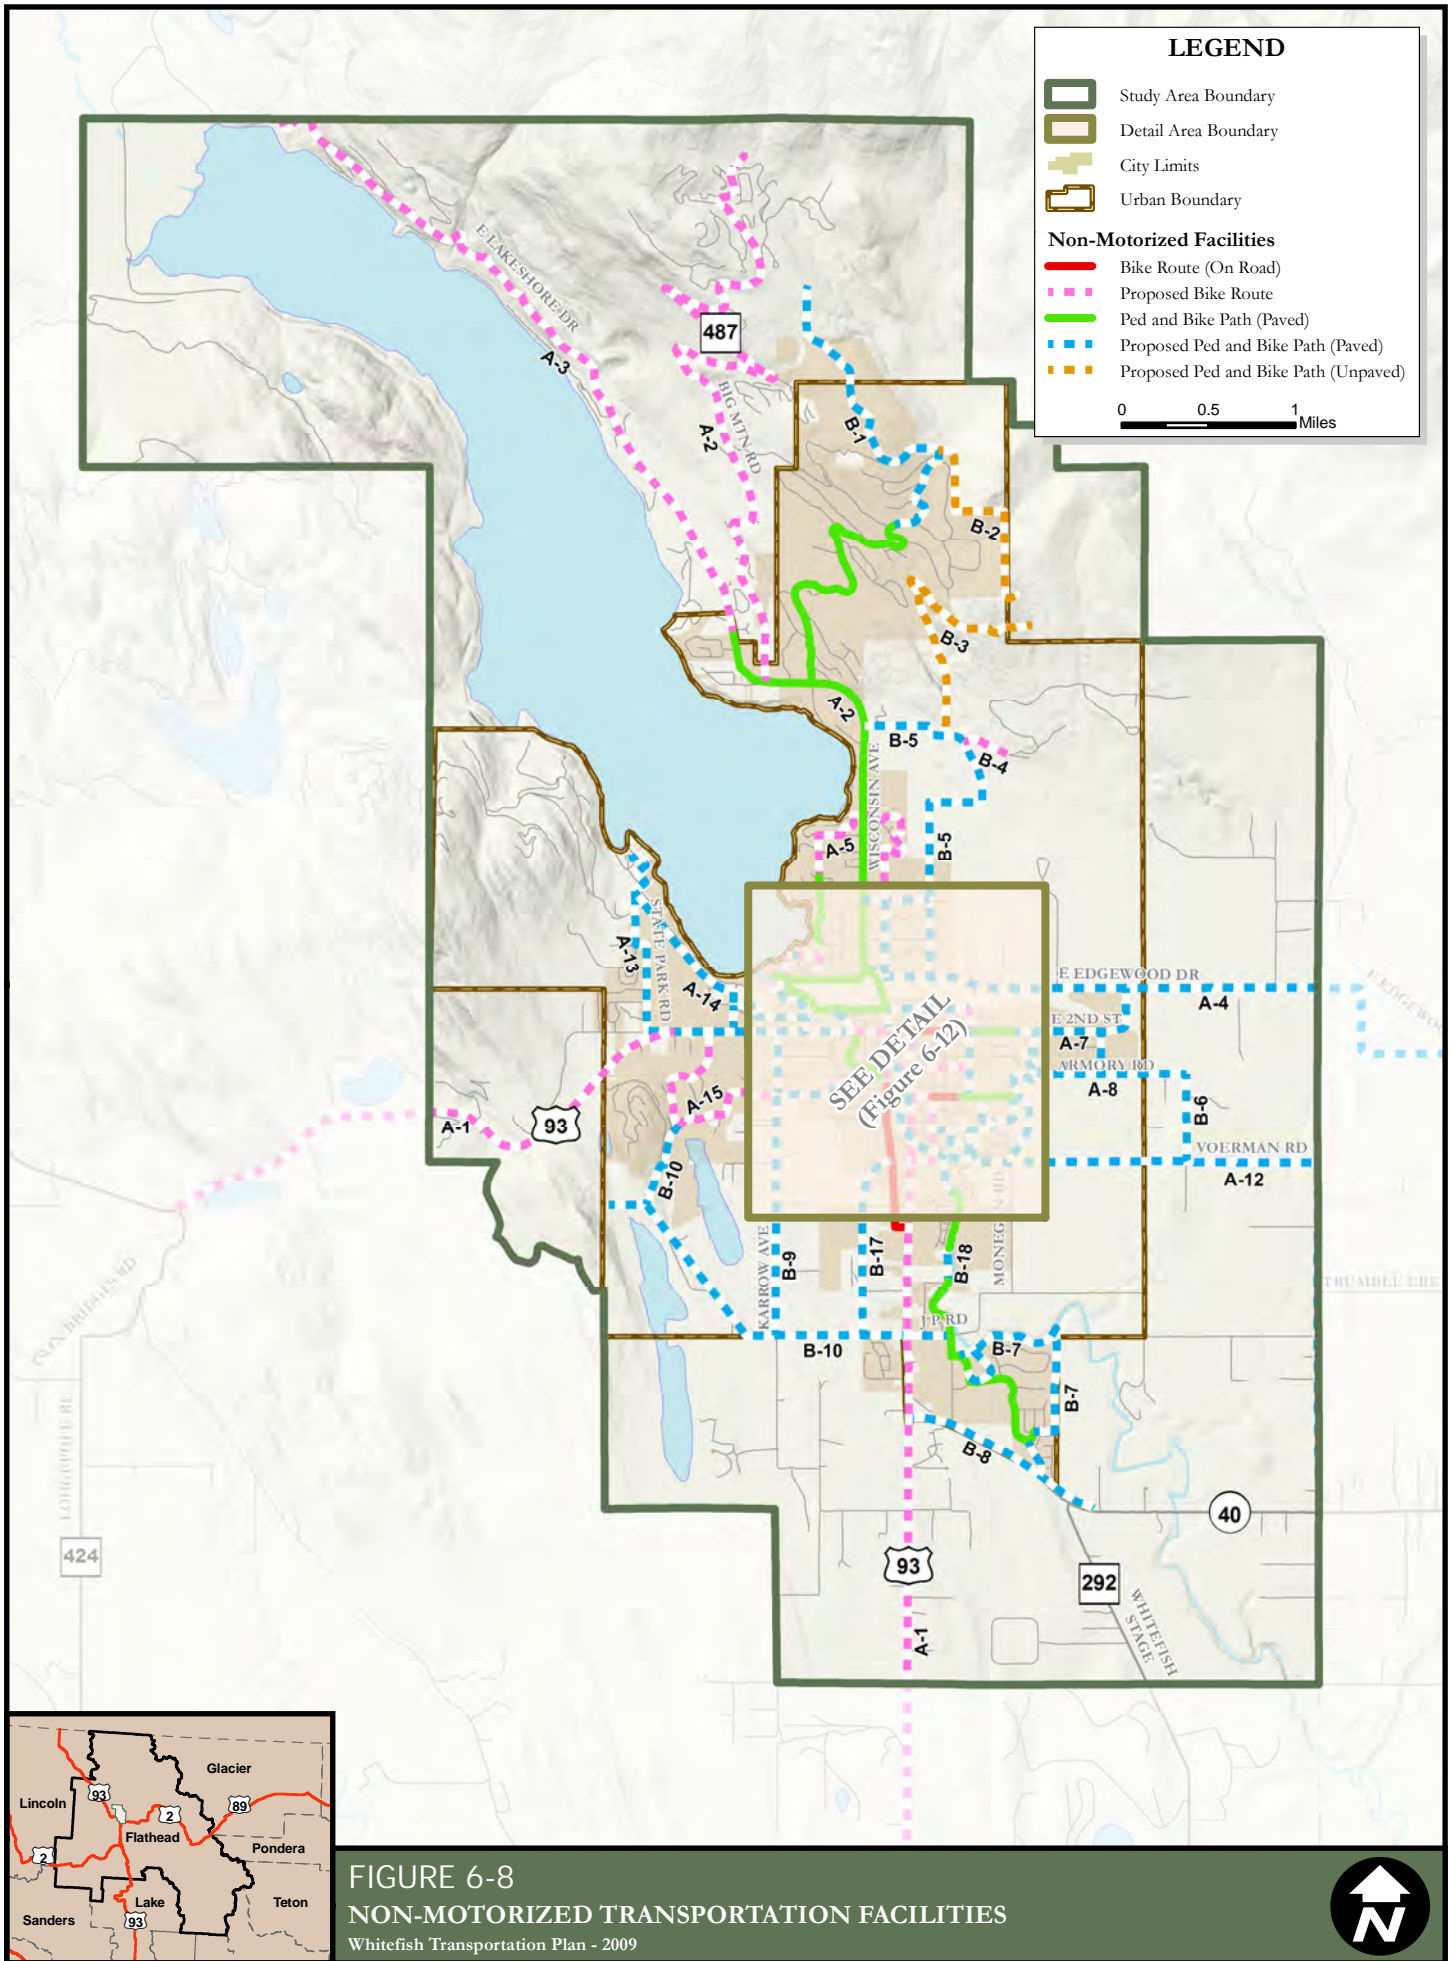 LEGEND
Study Area Boundary
Detail Area Boundary
City Limits
Urban Boundary
Non-Motorized Facilities
Bike Route (On Road)
Proposed Bike Route
Ped and Bike Path (Paved)
Proposed Ped and Bike Path (Paved)
Proposed Ped and Bike Path (Unpaved)
0 0.5 1
Miles
E LAKESHORE DR
A-3
487
BIG MTN RD
A-2
B-1
B-2
B-3
A-2
B-5
B-4
WISCONSIN AVE
A-5
B-5
STATE PARK RD
A-13
A-14
E EDGEWOOD DR
A-4
E 2ND ST
A-7
ARMORY RD
A-8
SEE DETAIL
(Figure 6-12)
A-15
93
A-1
B-6
VOERMAN RD
A-12
B-10
KARROW AVE
B-9
B-17
B-18
J P RD
B-10
B-7
B-7
B-8
40
424
93
292
WHITEFISH
STAGE
A-1
Glacier
Lincoln
93
89
2
Flathead
2
Pondera
Lake
Teton
Sanders
93
FIGURE 6-8
NON-MOTORIZED TRANSPORTATION FACILITIES
Whitefish Transportation Plan - 2009
N